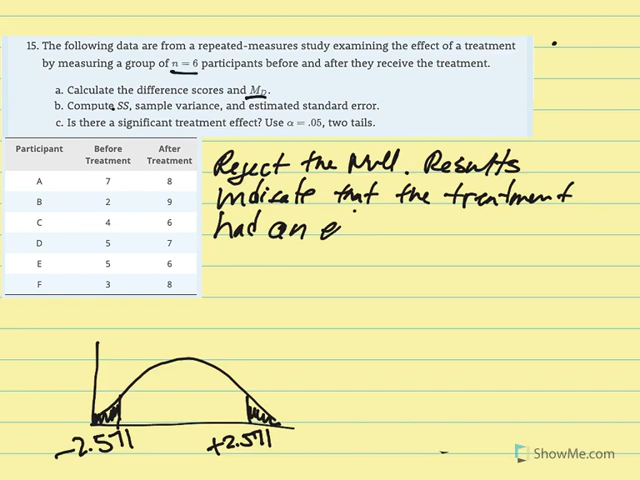 15. The following data are from a repeated-measures study examining the effect of a treatment
by measuring a group of n = 6 participants before and after they receive the treatment.
a. Calculate the difference scores and M_D.
b. Compute SS, sample variance, and estimated standard error.
c. Is there a significant treatment effect? Use α = .05, two tails.
Participant Before Treatment After Treatment
A 7 8
B 2 9
C 4 6
D 5 7
E 5 6
F 3 8
Reject the Null. Results
indicate that the treatment
had an e
-2.571 +2.571
ShowMe.com